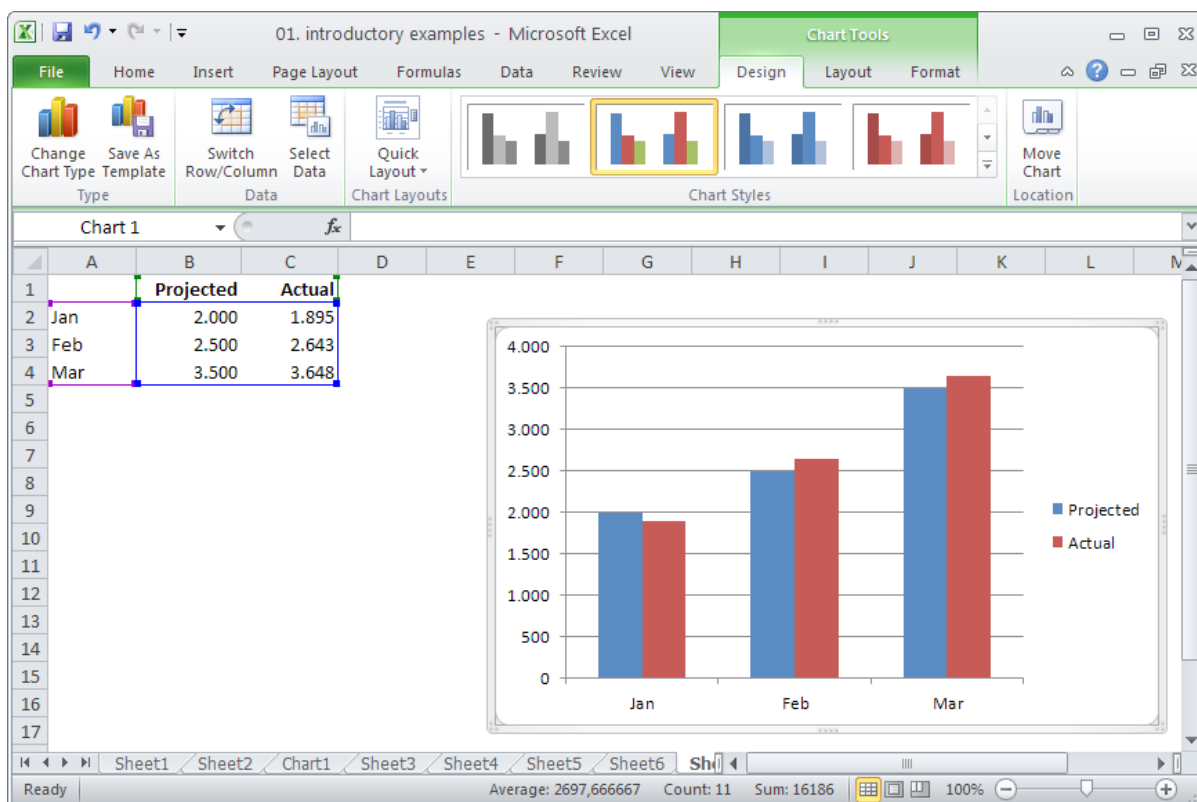 01. introductory examples - Microsoft Excel Chart Tools
File Home Insert Page Layout Formulas Data Review View Design Layout Format
Change Chart Type Save As Template Switch Row/Column Select Data Quick Layout Move Chart
Type Data Chart Layouts Chart Styles Location
Chart 1 fx
A B C D E F G H I J K L M
1 Projected Actual
2 Jan 2.000 1.895
3 Feb 2.500 2.643
4 Mar 3.500 3.648
5
6
7
8
9
10
11
12
13
14
15
16
17
4.000
3.500
3.000
2.500
2.000
1.500
1.000
500
0
Jan Feb Mar
Projected
Actual
Sheet1 Sheet2 Chart1 Sheet3 Sheet4 Sheet5 Sheet6
Ready Average: 2697,666667 Count: 11 Sum: 16186 100%